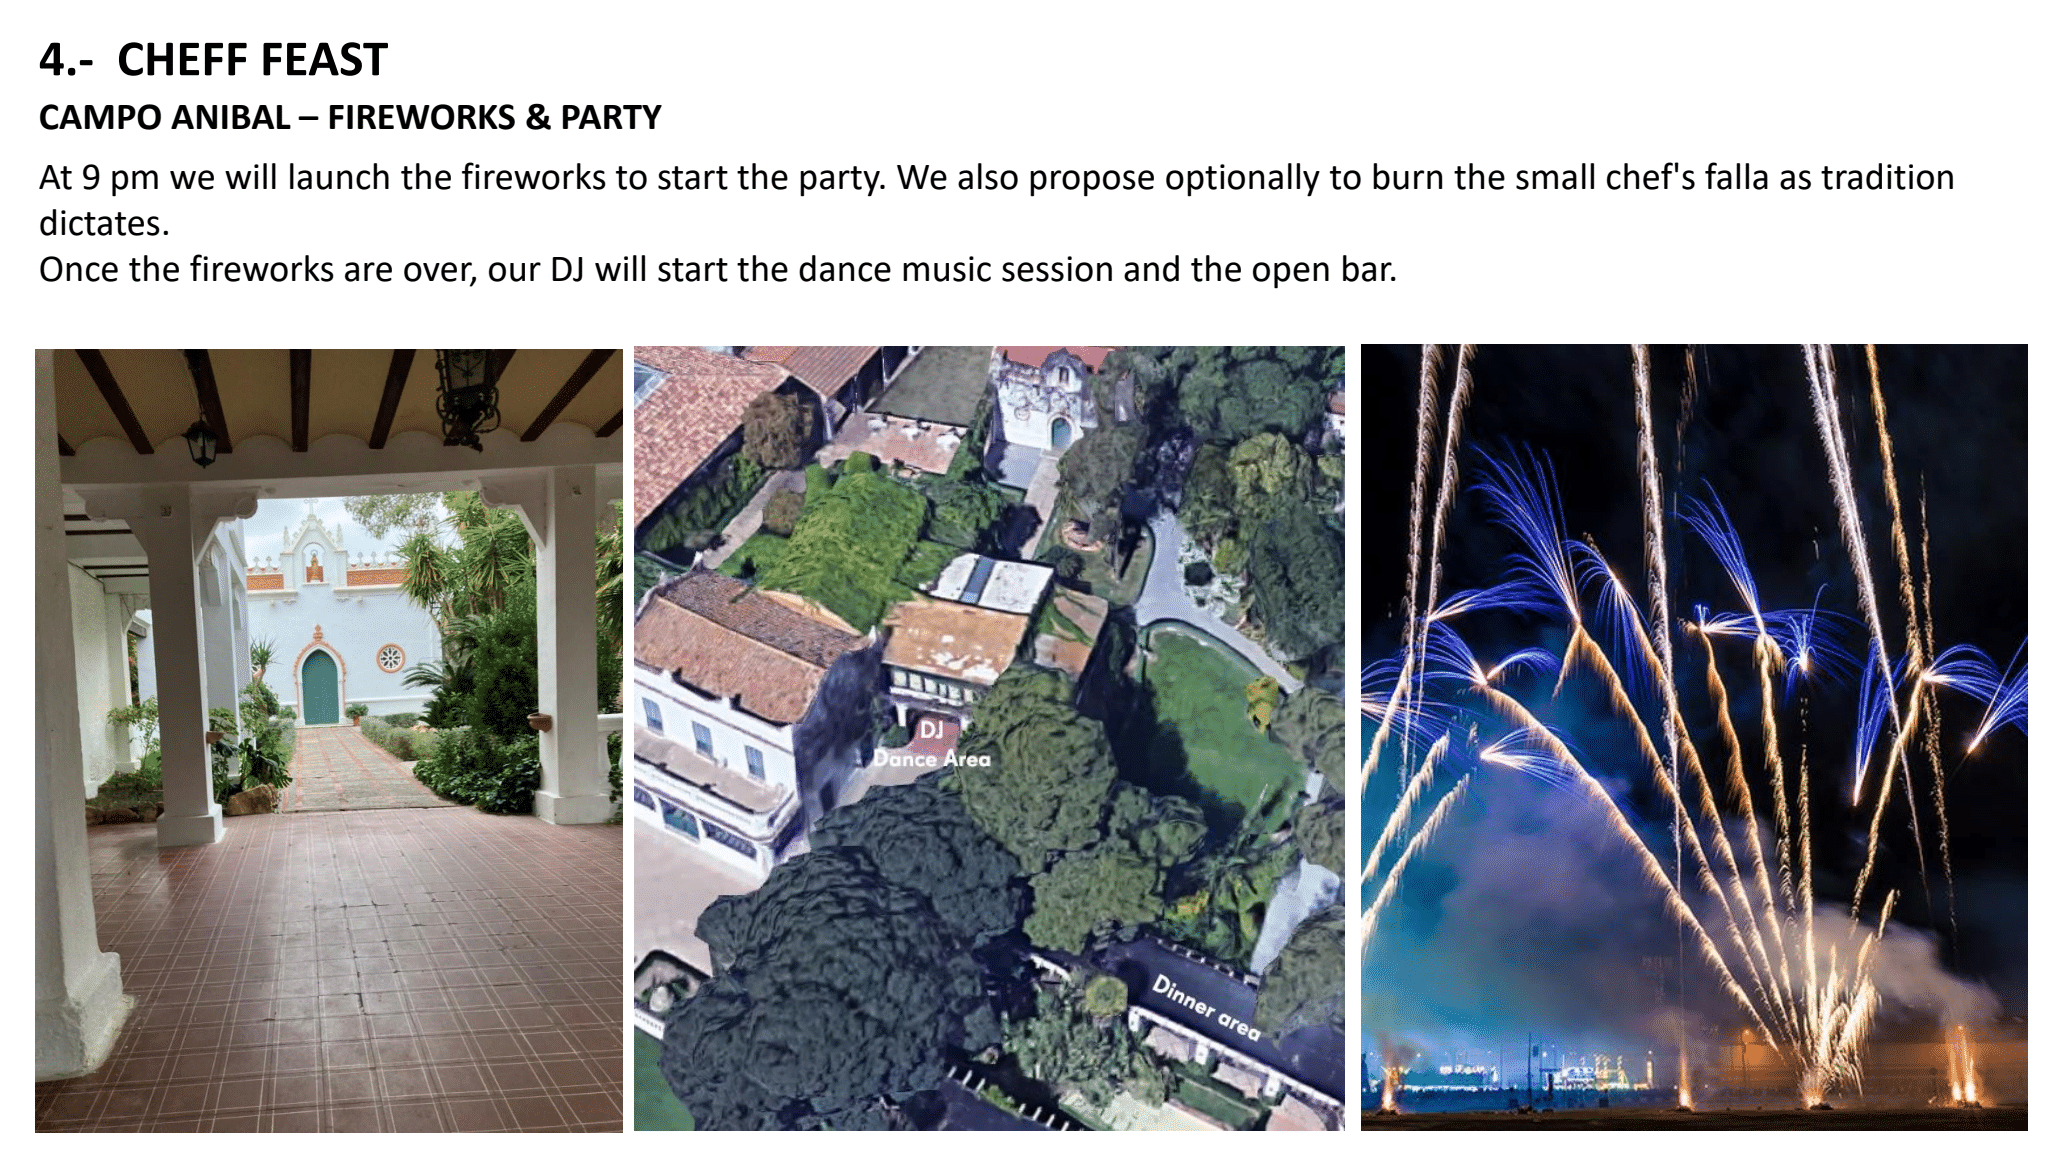 4.- CHEFF FEAST
CAMPO ANIBAL – FIREWORKS & PARTY
At 9 pm we will launch the fireworks to start the party. We also propose optionally to burn the small chef's falla as tradition
dictates.
Once the fireworks are over, our DJ will start the dance music session and the open bar.
DJ
Dance Area
Dinner area